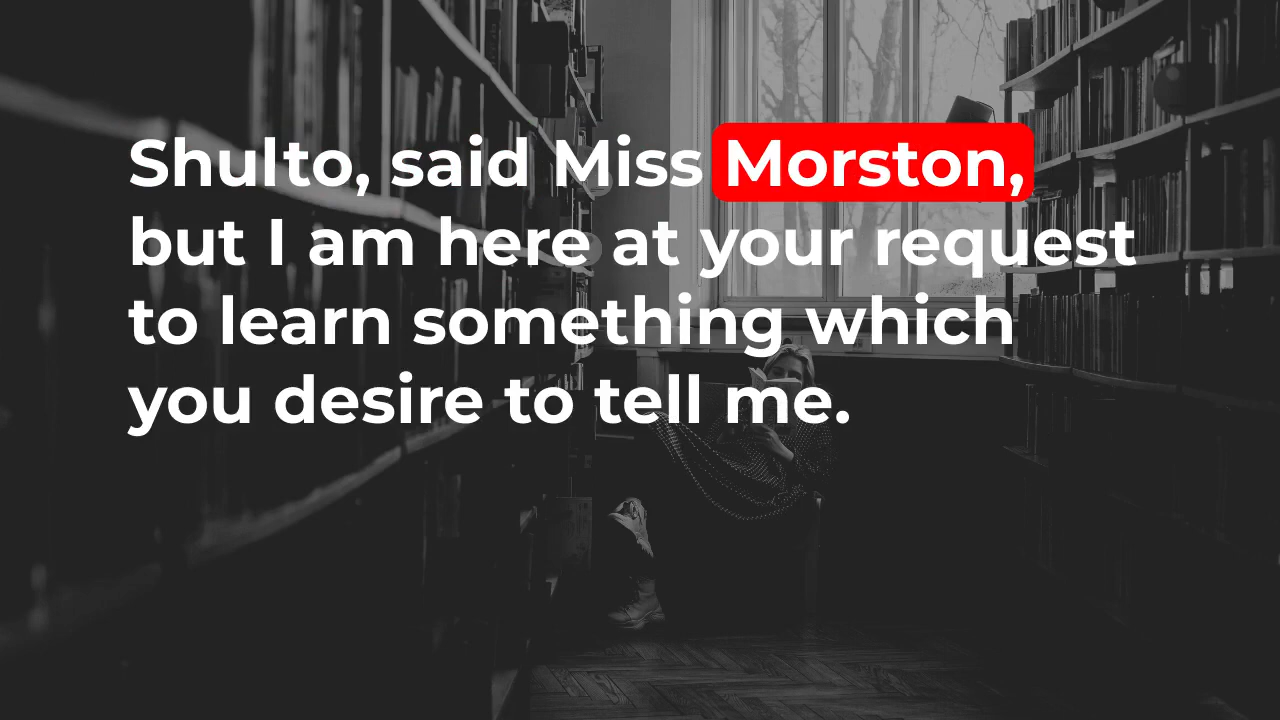 Shulto, said Miss Morston,
but I am here at your request
to learn something which
you desire to tell me.